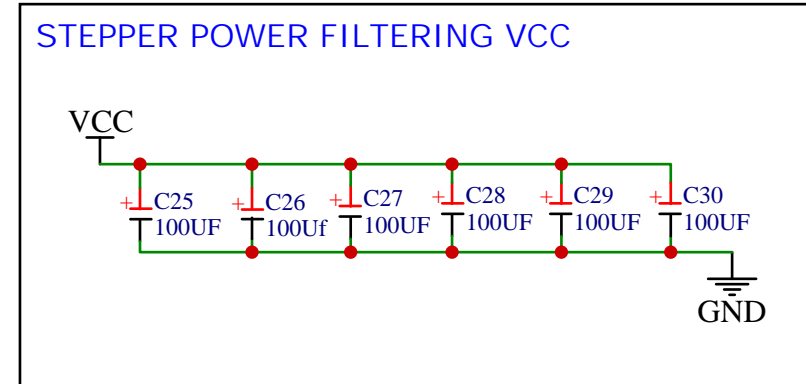 STEPPER POWER FILTERING VCC
VCC
+ C25 + C26 + C27 + C28 + C29 + C30
100UF 100Uf 100UF 100UF 100UF 100UF
GND